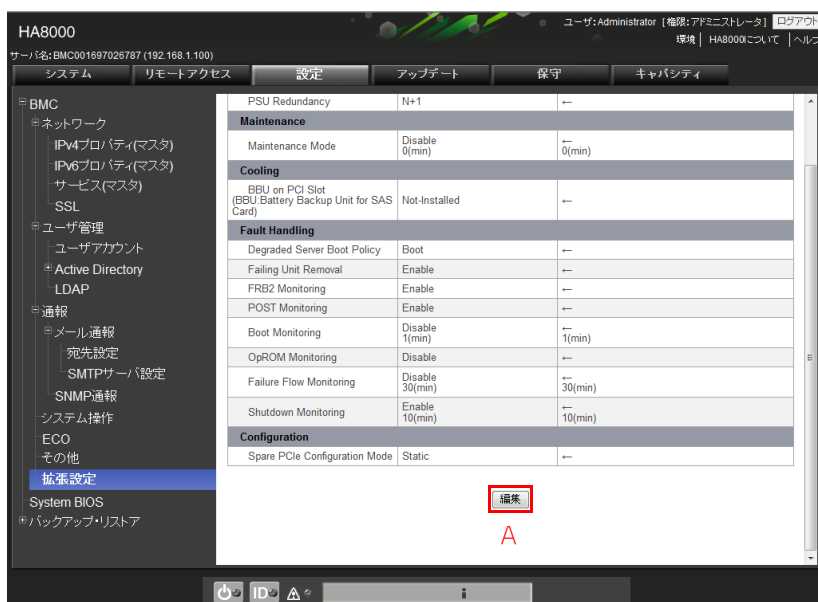 HA8000
ユーザ:Administrator [権限:アドミニストレータ] ログアウト
環境 | HA8000について | ヘルプ
サーバ名:BMC001697026787 (192.168.1.100)
システム リモートアクセス 設定 アップデート 保守 キャパシティ
BMC
ネットワーク
IPv4プロパティ(マスタ)
IPv6プロパティ(マスタ)
サービス(マスタ)
SSL
ユーザ管理
ユーザアカウント
Active Directory
LDAP
通報
メール通報
宛先設定
SMTPサーバ設定
SNMP通報
システム操作
ECO
その他
拡張設定
System BIOS
バックアップ・リストア
PSU Redundancy N+1 ←
Maintenance
Maintenance Mode Disable ←
0(min) 0(min)
Cooling
BBU on PCI Slot
(BBU:Battery Backup Unit for SAS Not-Installed ←
Card)
Fault Handling
Degraded Server Boot Policy Boot ←
Failing Unit Removal Enable ←
FRB2 Monitoring Enable ←
POST Monitoring Enable ←
Boot Monitoring Disable ←
1(min) 1(min)
OpROM Monitoring Disable ←
Failure Flow Monitoring Disable ←
30(min) 30(min)
Shutdown Monitoring Enable ←
10(min) 10(min)
Configuration
Spare PCIe Configuration Mode Static ←
編集
A
ID